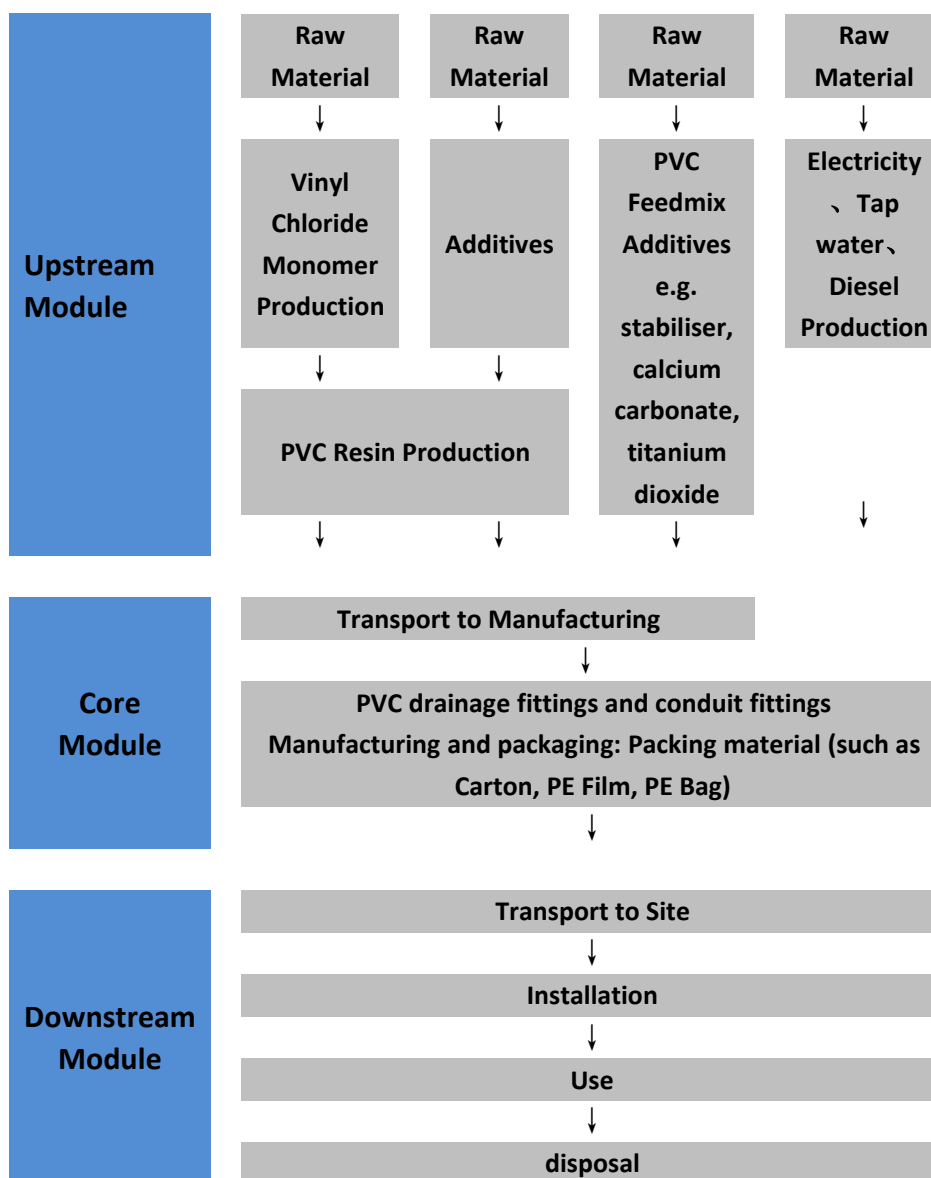 Upstream
Module
Raw
Material
Raw
Material
Raw
Material
Raw
Material
Vinyl
Chloride
Monomer
Production
Additives
PVC
Feedmix
Additives
e.g.
stabiliser,
calcium
carbonate,
titanium
dioxide
Electricity
、Tap
water、
Diesel
Production
PVC Resin Production
Core
Module
Transport to Manufacturing
PVC drainage fittings and conduit fittings
Manufacturing and packaging: Packing material (such as
Carton, PE Film, PE Bag)
Downstream
Module
Transport to Site
Installation
Use
disposal